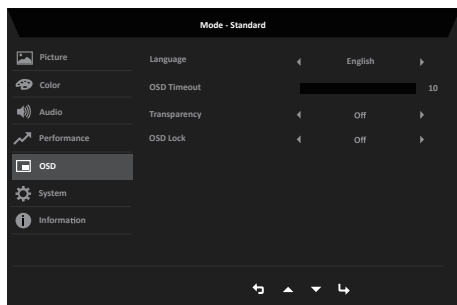 Mode - Standard
Picture
Color
Audio
Performance
OSD
System
Information
Language English
OSD Timeout 10
Transparency Off
OSD Lock Off